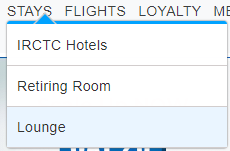 STAYS FLIGHTS LOYALTY
IRCTC Hotels
Retiring Room
Lounge